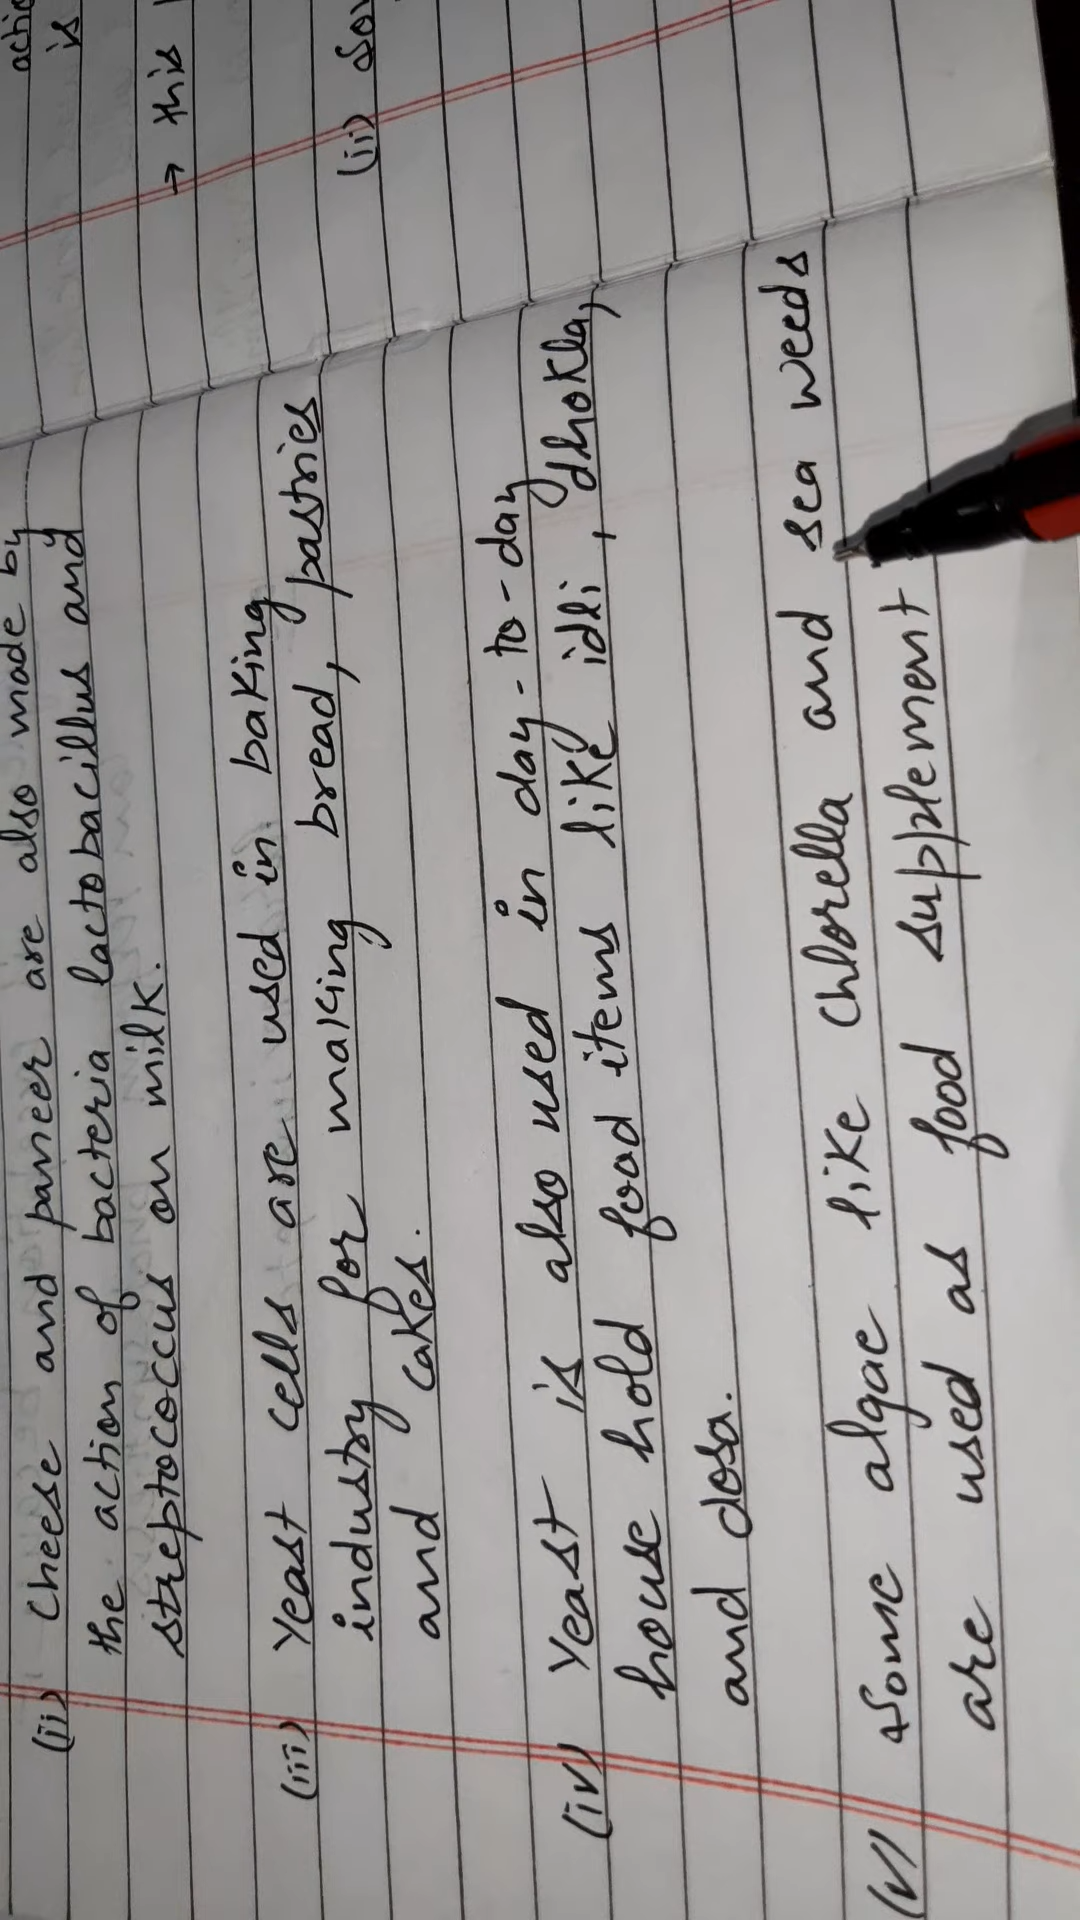 (ii) Cheese and paneer are also made by
the action of bacteria lactobacillus and
streptococcus on milk.
(iii) Yeast cells are used in baking
industry for making bread, pastries
and cakes.
(iv) Yeast is also used in day-to-day
house hold food items like idli, dhokla,
and dosa.
(v) Some algae like chlorella and sea weeds
are used as food supplement
is
→ this
(ii)